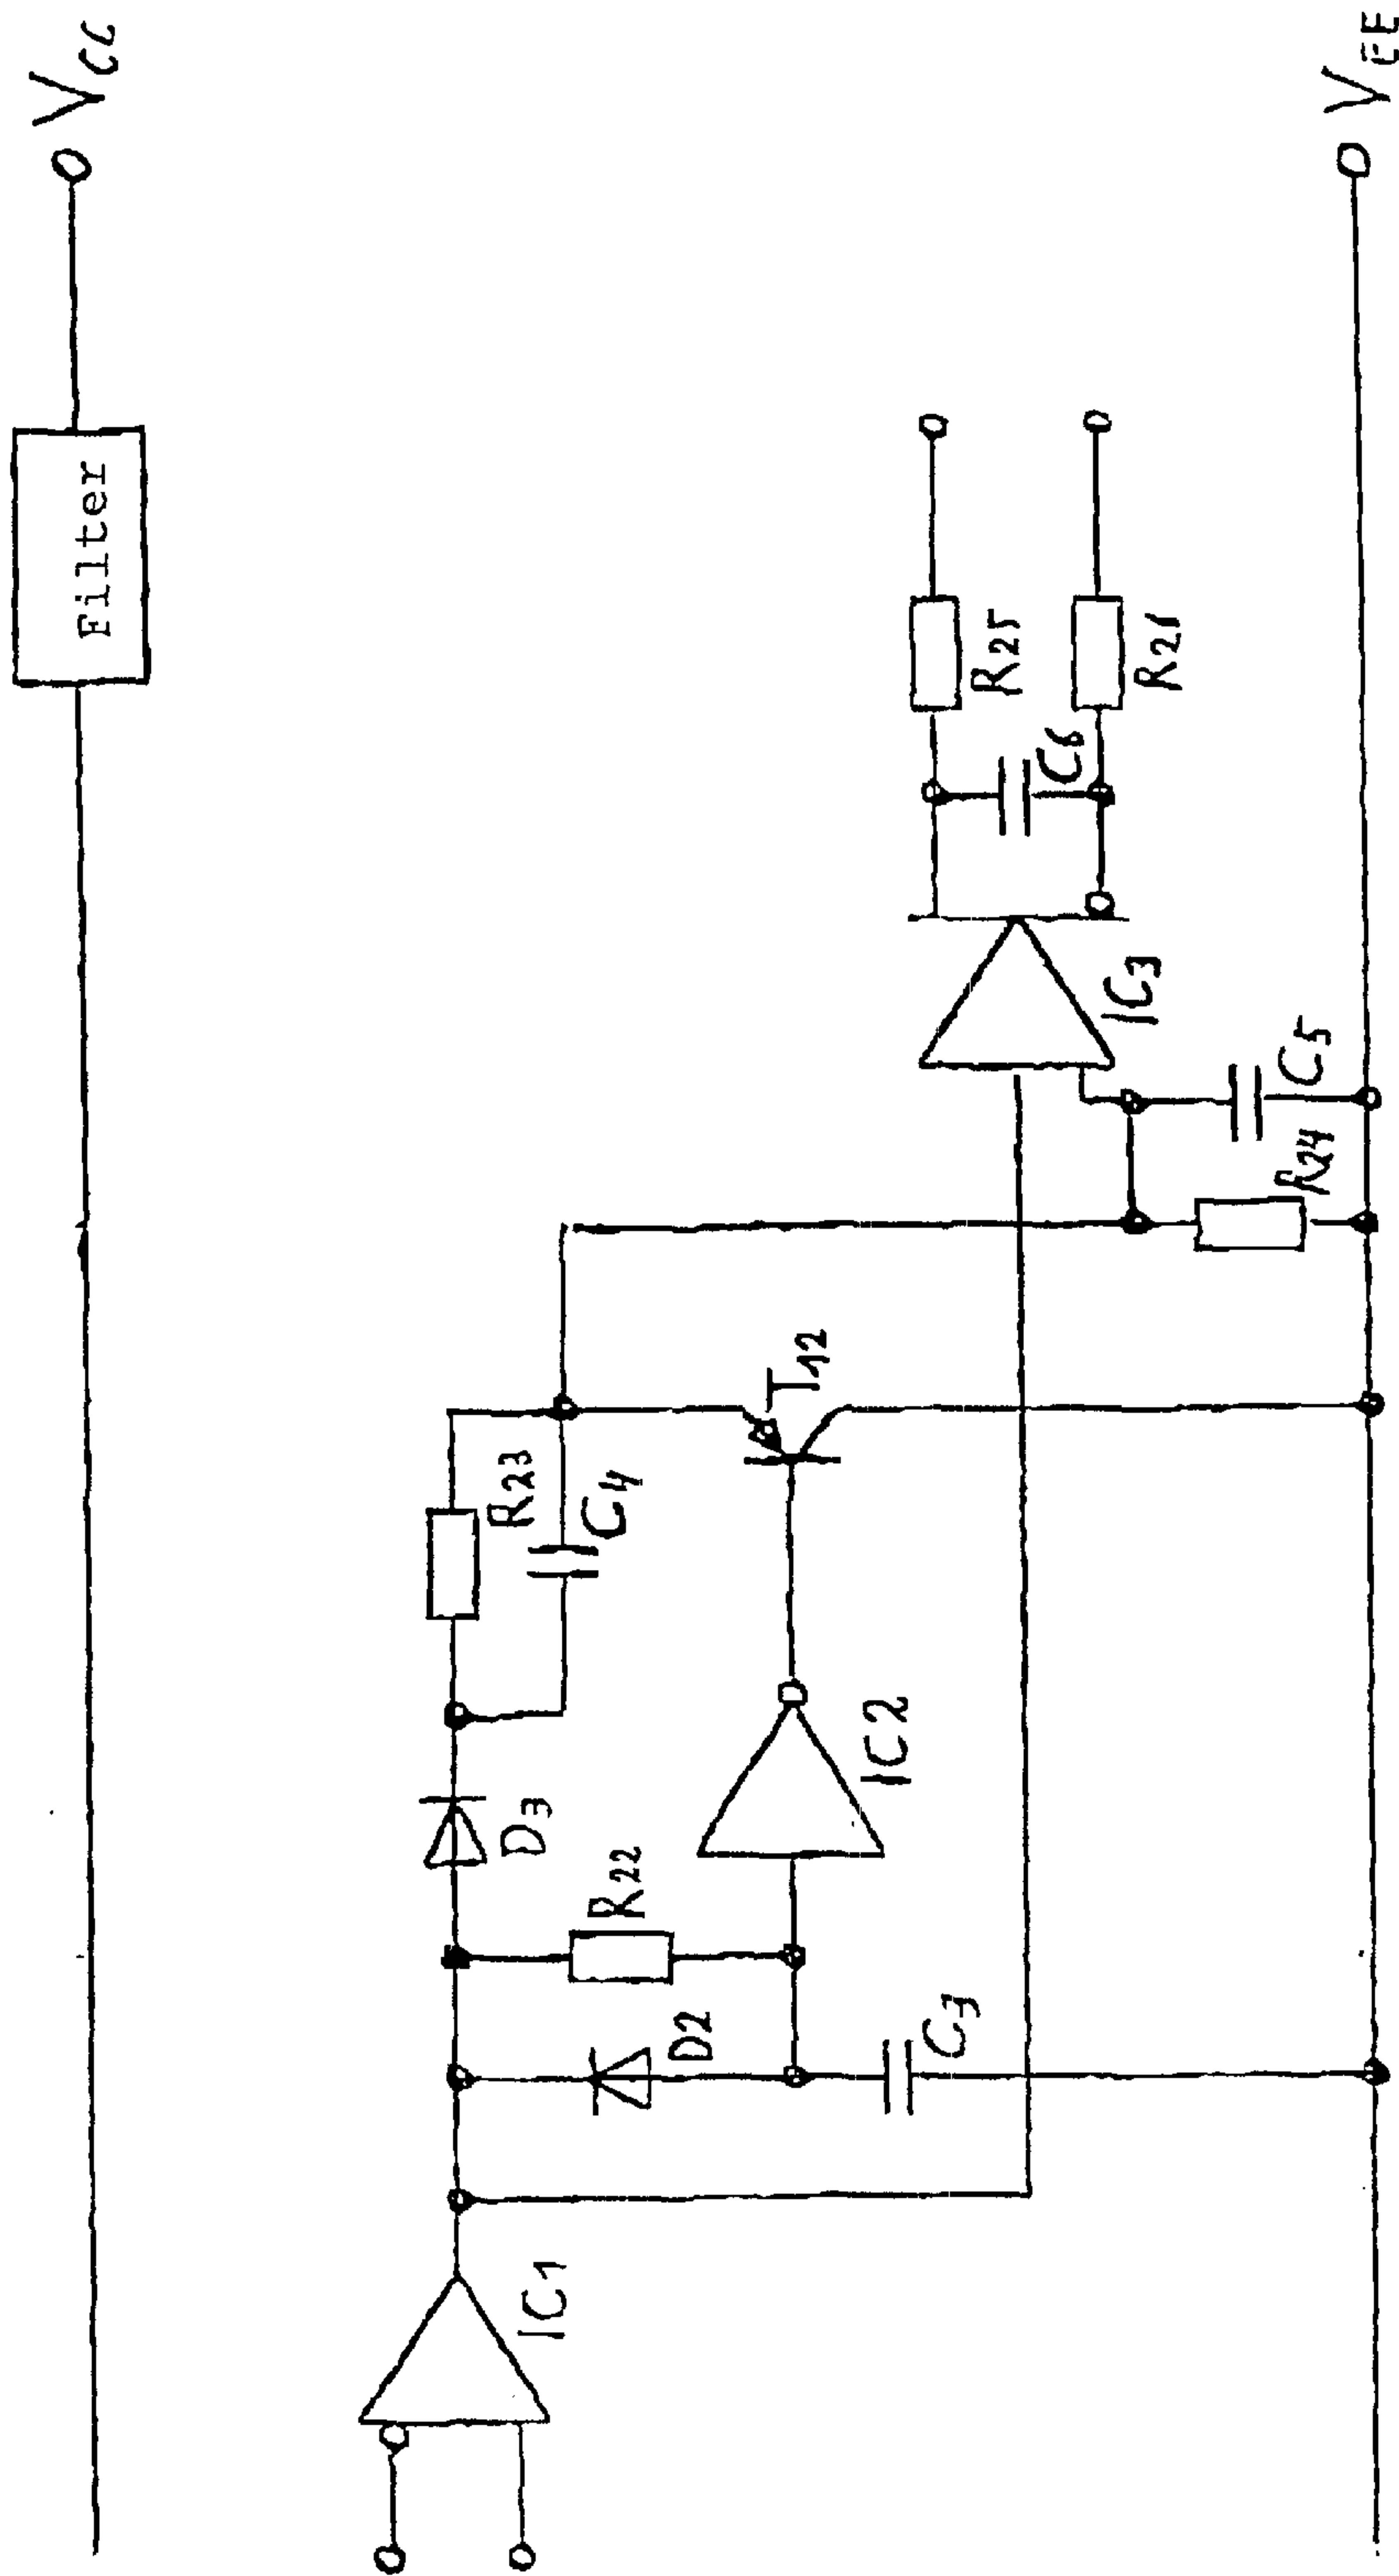 VCC
Filter
R23
C4
T12
D3
R22
D2
IC1
IC2
C3
R25
C6
R21
IC3
C5
R24
VEE